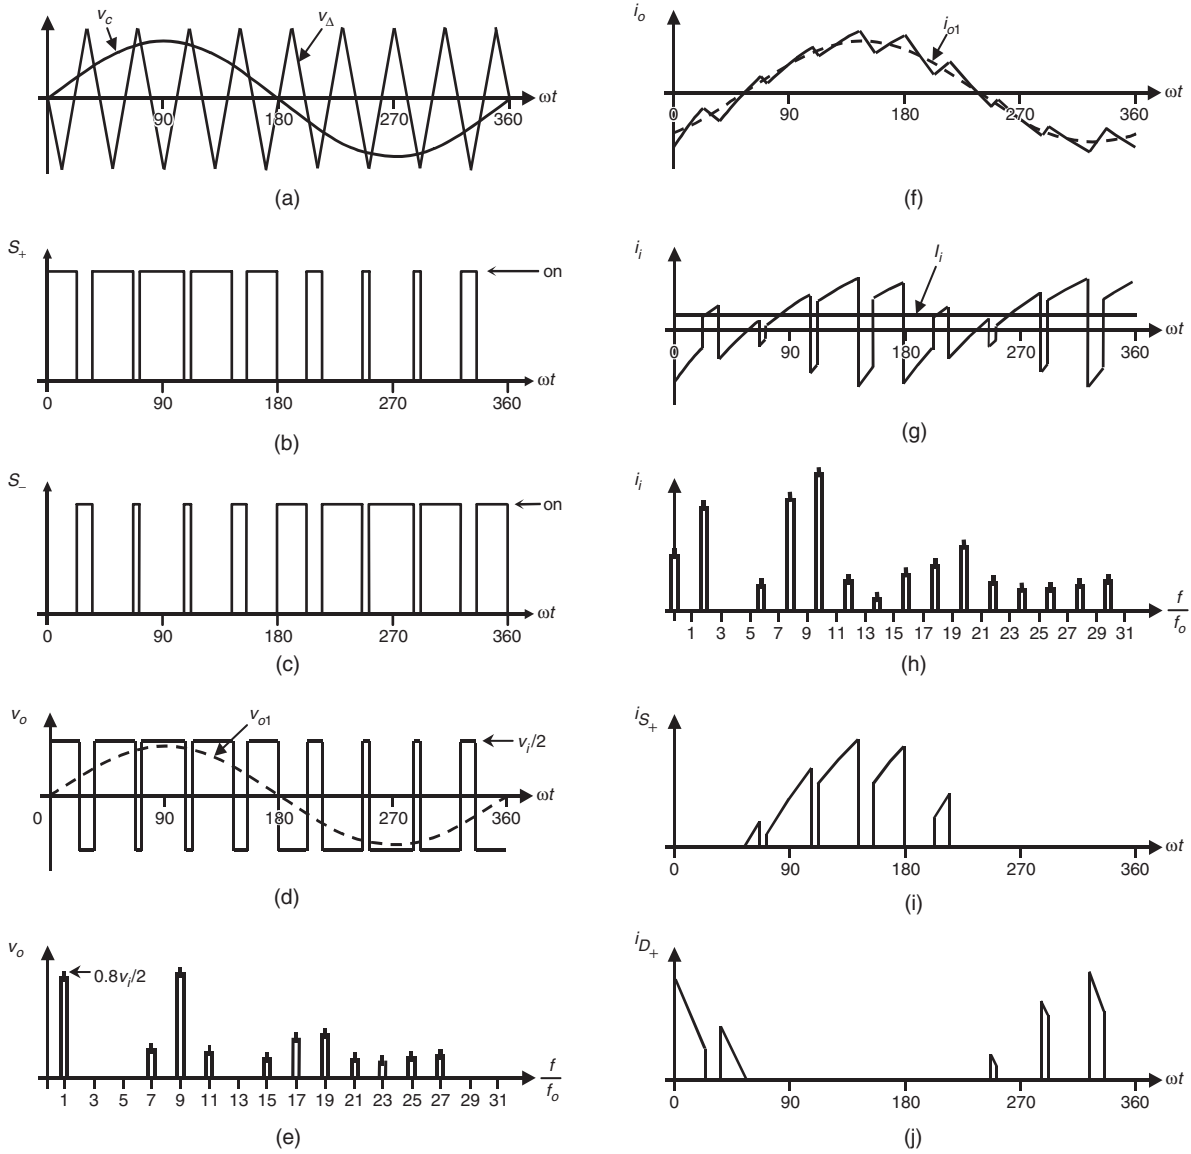 v_c
v_Δ
ωt
90
180
270
360
(a)
S_+
on
ωt
0
90
180
270
360
(b)
S_−
on
ωt
0
90
180
270
360
(c)
v_o
v_o1
v_i/2
ωt
0
90
180
270
360
(d)
v_o
0.8v_i/2
f
f_o
1 3 5 7 9 11 13 15 17 19 21 23 25 27 29 31
(e)
i_o
i_o1
ωt
0
90
180
270
360
(f)
i_i
I_i
ωt
0
90
180
270
360
(g)
i_i
f
f_o
1 3 5 7 9 11 13 15 17 19 21 23 25 27 29 31
(h)
i_S+
ωt
0
90
180
270
360
(i)
i_D+
ωt
0
90
180
270
360
(j)